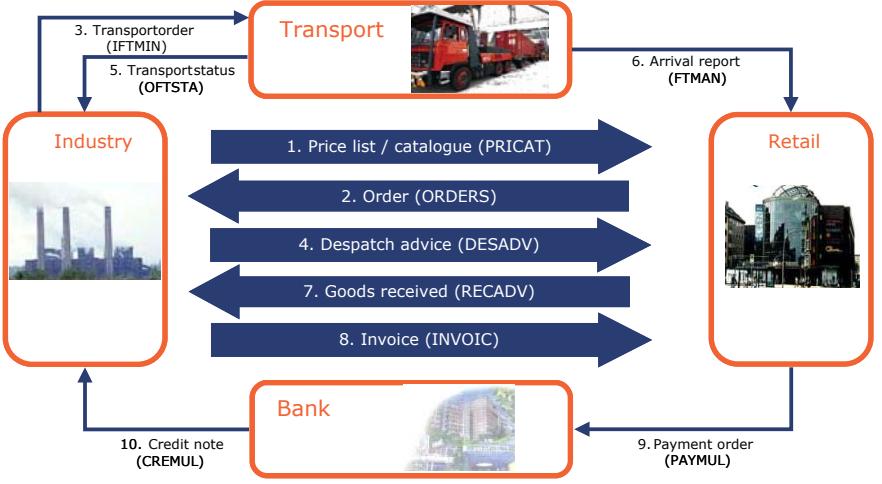 3. Transportorder
(IFTMIN)
Transport
5. Transportstatus
(OFTSTA)
6. Arrival report
(FTMAN)
Industry
Retail
1. Price list / catalogue (PRICAT)
2. Order (ORDERS)
4. Despatch advice (DESADV)
7. Goods received (RECADV)
8. Invoice (INVOIC)
Bank
10. Credit note
(CREMUL)
9. Payment order
(PAYMUL)